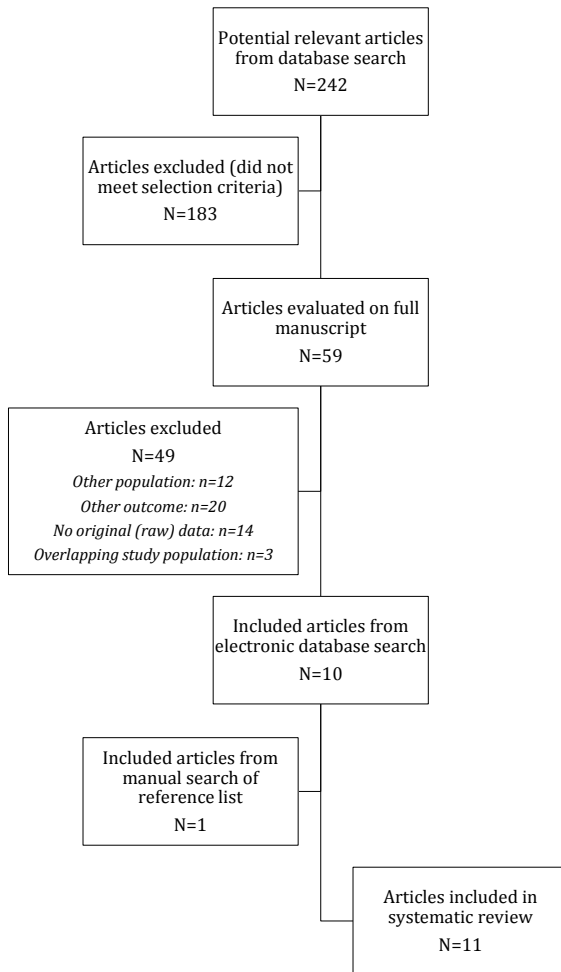 Potential relevant articles
from database search
N=242
Articles excluded (did not
meet selection criteria)
N=183
Articles evaluated on full
manuscript
N=59
Articles excluded
N=49
Other population: n=12
Other outcome: n=20
No original (raw) data: n=14
Overlapping study population: n=3
Included articles from
electronic database search
N=10
Included articles from
manual search of
reference list
N=1
Articles included in
systematic review
N=11